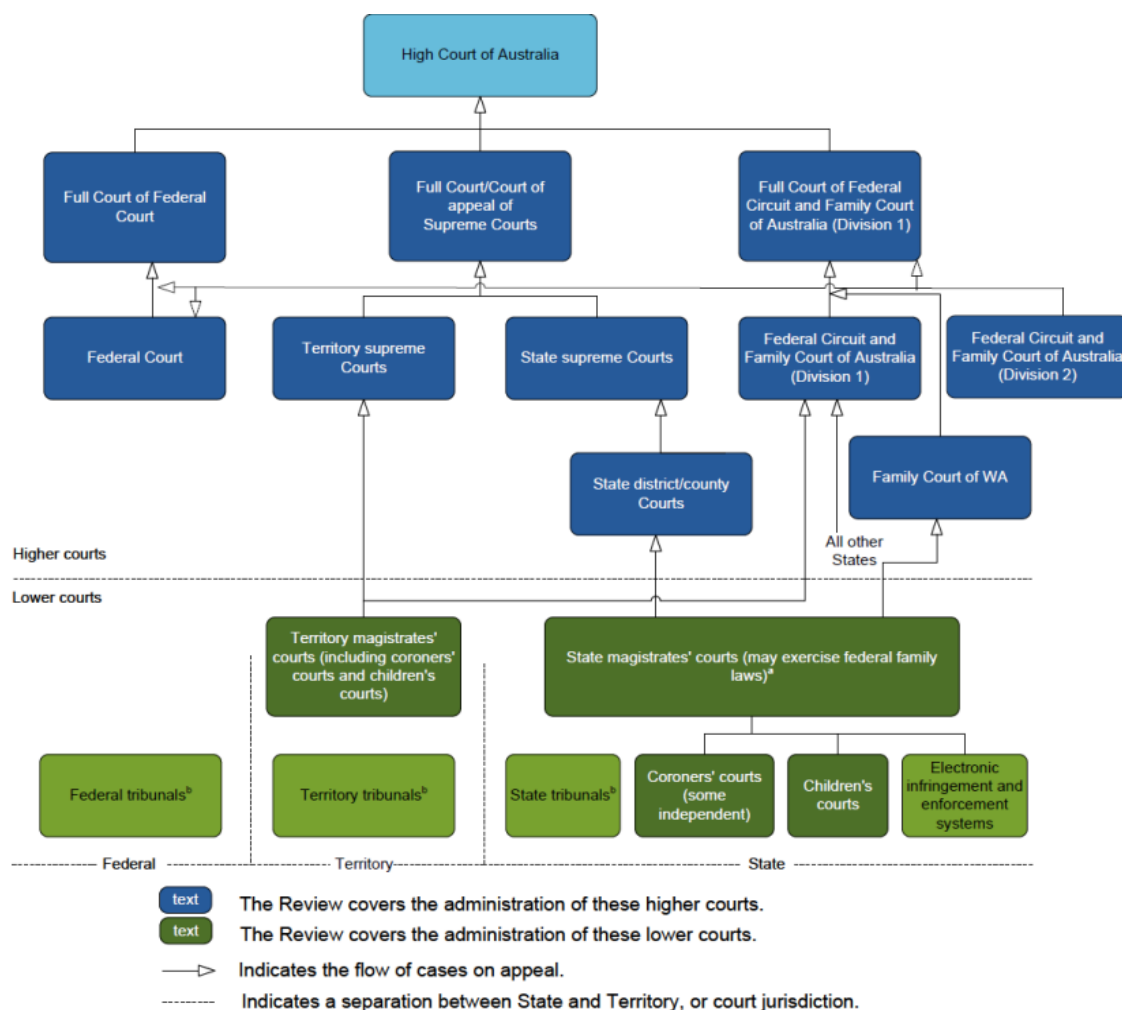 High Court of Australia
Full Court of Federal
Court
Full Court/Court of
appeal of
Supreme Courts
Full Court of Federal
Circuit and Family Court
of Australia (Division 1)
Federal Court
Territory supreme
Courts
State supreme Courts
Federal Circuit and
Family Court of Australia
(Division 1)
Federal Circuit and
Family Court of Australia
(Division 2)
State district/county
Courts
Family Court of WA
All other
States
Higher courts
Lower courts
Territory magistrates'
courts (including coroners'
courts and children's
courts)
State magistrates' courts (may exercise federal family
laws)ª
Federal tribunalsᵇ
Territory tribunalsᵇ
State tribunalsᵇ
Coroners' courts
(some
independent)
Children's
courts
Electronic
infringement and
enforcement
systems
Federal
Territory
State
text The Review covers the administration of these higher courts.
text The Review covers the administration of these lower courts.
Indicates the flow of cases on appeal.
Indicates a separation between State and Territory, or court jurisdiction.